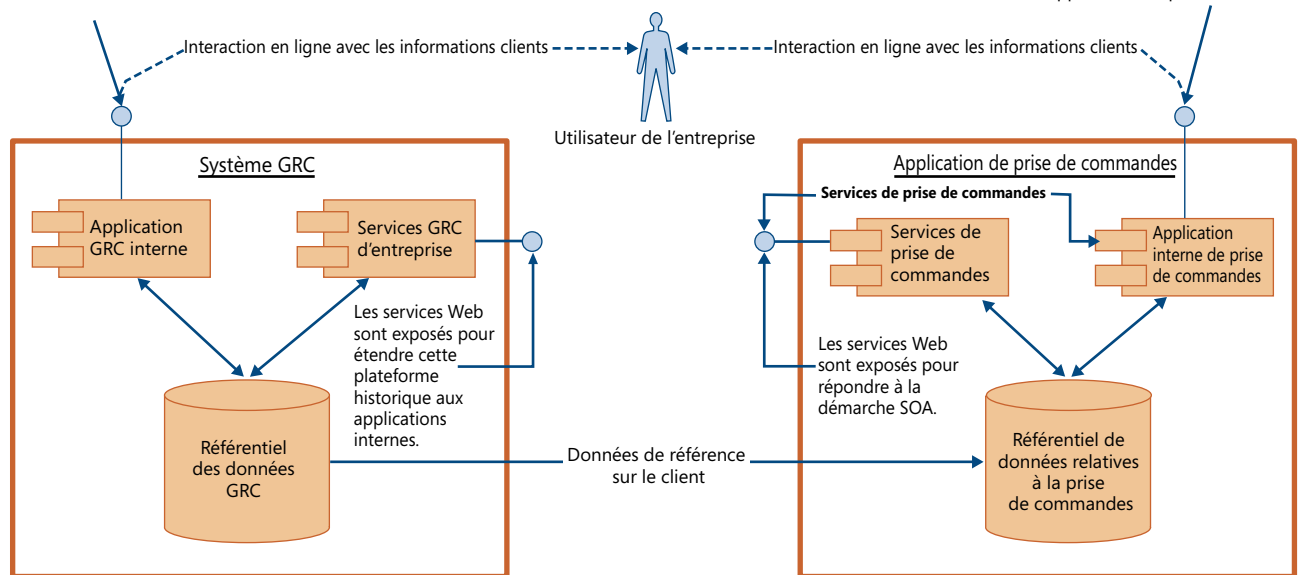 Interaction en ligne avec les informations clients
Interaction en ligne avec les informations clients
Utilisateur de l'entreprise
Système GRC
Application
GRC interne
Services GRC
d'entreprise
Les services Web
sont exposés pour
étendre cette
plateforme
historique aux
applications
internes.
Référentiel
des données
GRC
Données de référence
sur le client
Application de prise de commandes
Services de prise de commandes
Services de
prise de
commandes
Application
interne de prise
de commandes
Les services Web
sont exposés pour
répondre à la
démarche SOA.
Référentiel de
données relatives
à la prise
de commandes